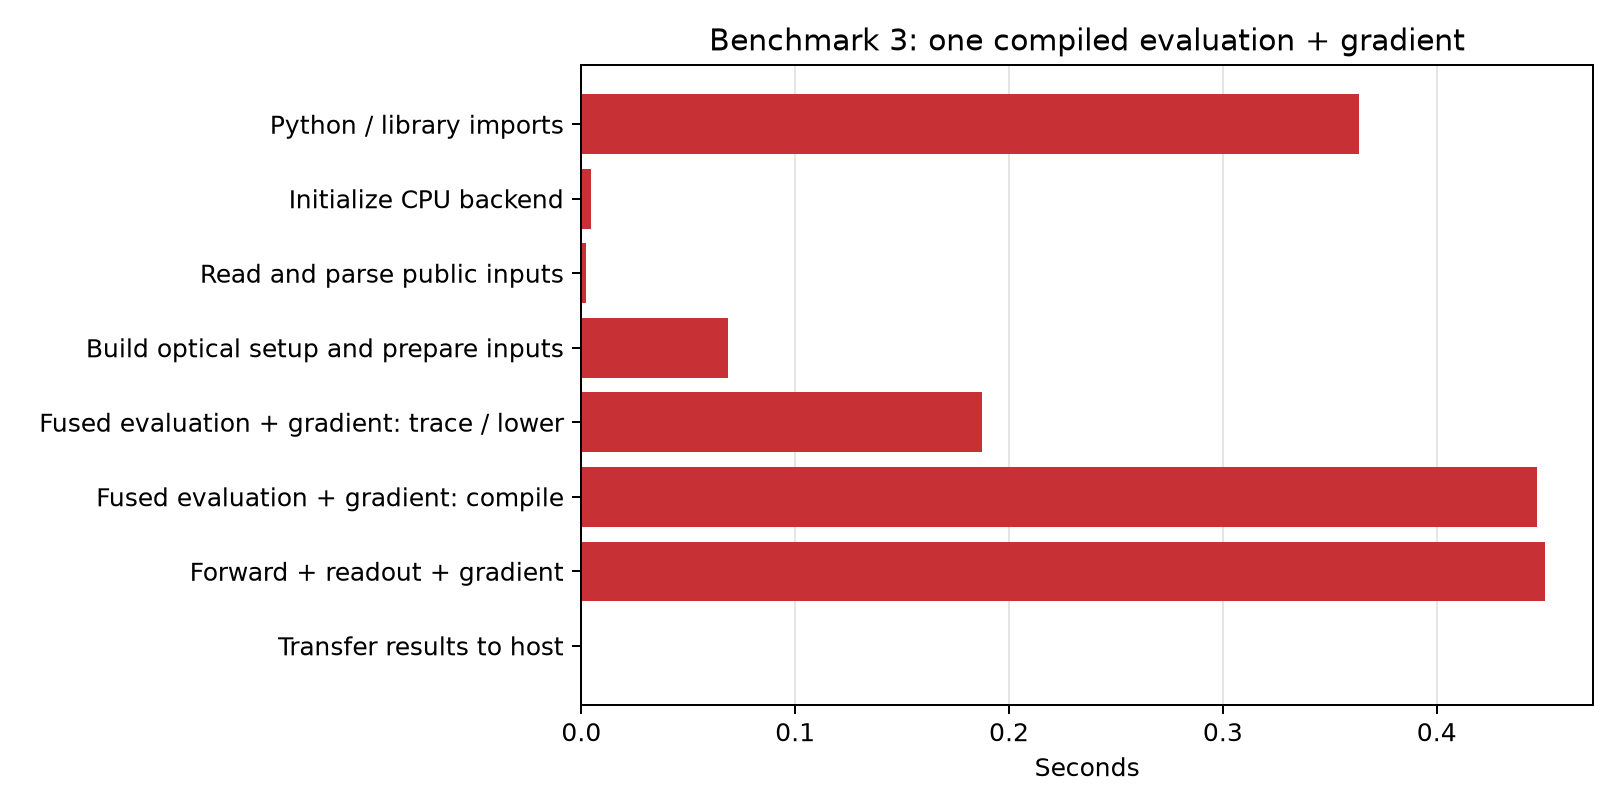 Benchmark 3: one compiled evaluation + gradient
Python / library imports
Initialize CPU backend
Read and parse public inputs
Build optical setup and prepare inputs
Fused evaluation + gradient: trace / lower
Fused evaluation + gradient: compile
Forward + readout + gradient
Transfer results to host
0.0 0.1 0.2 0.3 0.4
Seconds